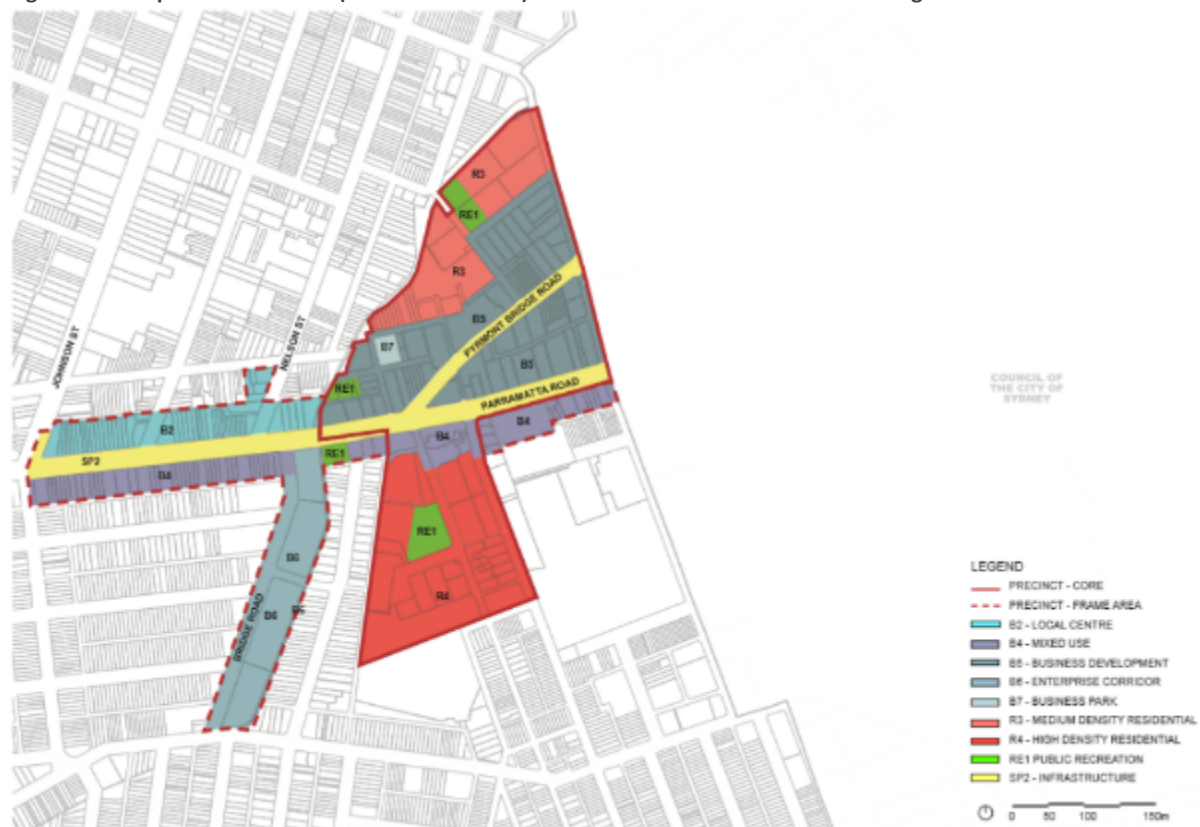 R3
RE1
R3
PYRMONT BRIDGE ROAD
B5
B7
NELSON ST
JOHNSON ST
RE1
PARRAMATTA ROAD
COUNCIL OF
THE CITY OF
SYDNEY
B2
B4
B4
RE1
SP2
B4
RE1
B6
B6
BRIDGE ROAD
R4
LEGEND
PRECINCT - CORE
PRECINCT - FRAME AREA
B2 - LOCAL CENTRE
B4 - MIXED USE
B5 - BUSINESS DEVELOPMENT
B6 - ENTERPRISE CORRIDOR
B7 - BUSINESS PARK
R3 - MEDIUM DENSITY RESIDENTIAL
R4 - HIGH DENSITY RESIDENTIAL
RE1 PUBLIC RECREATION
SP2 - INFRASTRUCTURE
0 50 100 150m